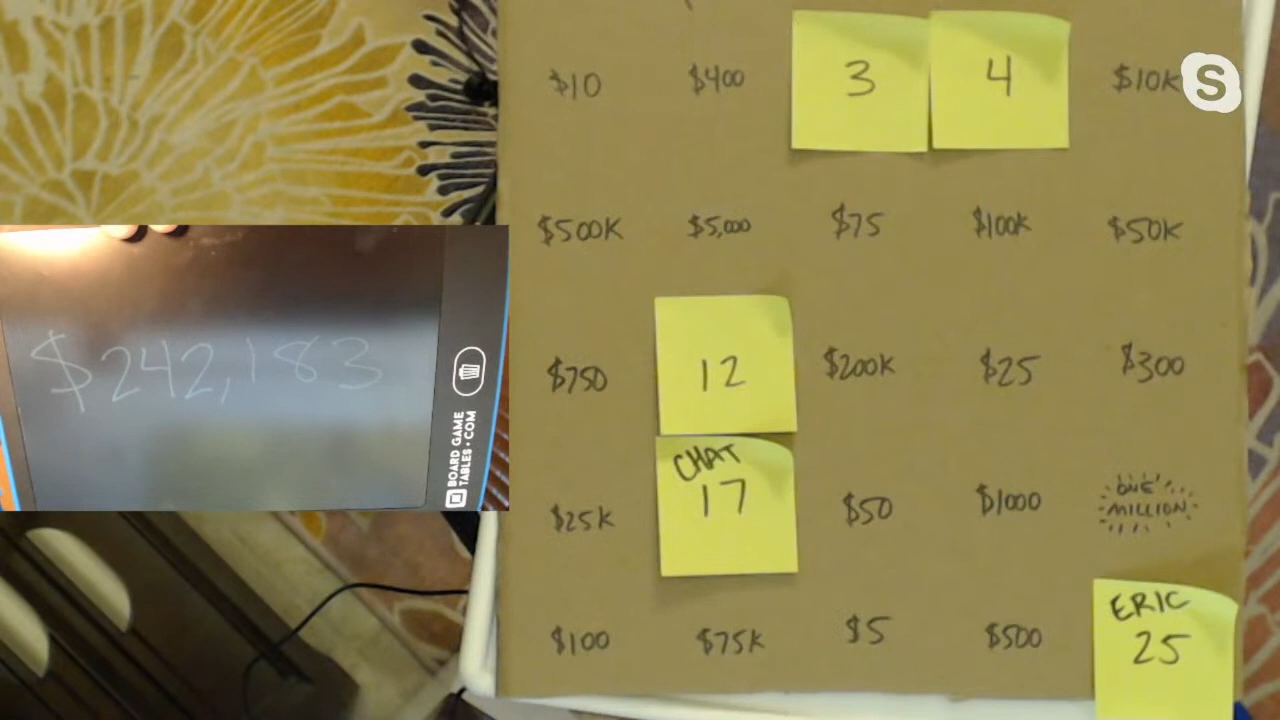 $10 $400 3 4 $10K S
$500K $5,000 $75 $100K $50K
$750 12 $200K $25 $300
CHAT
$25K 17 $50 $1000 ONE
MILLION
ERIC
$100 $75K $5 $500 25
$242,183
BOARD GAME
TABLES.COM